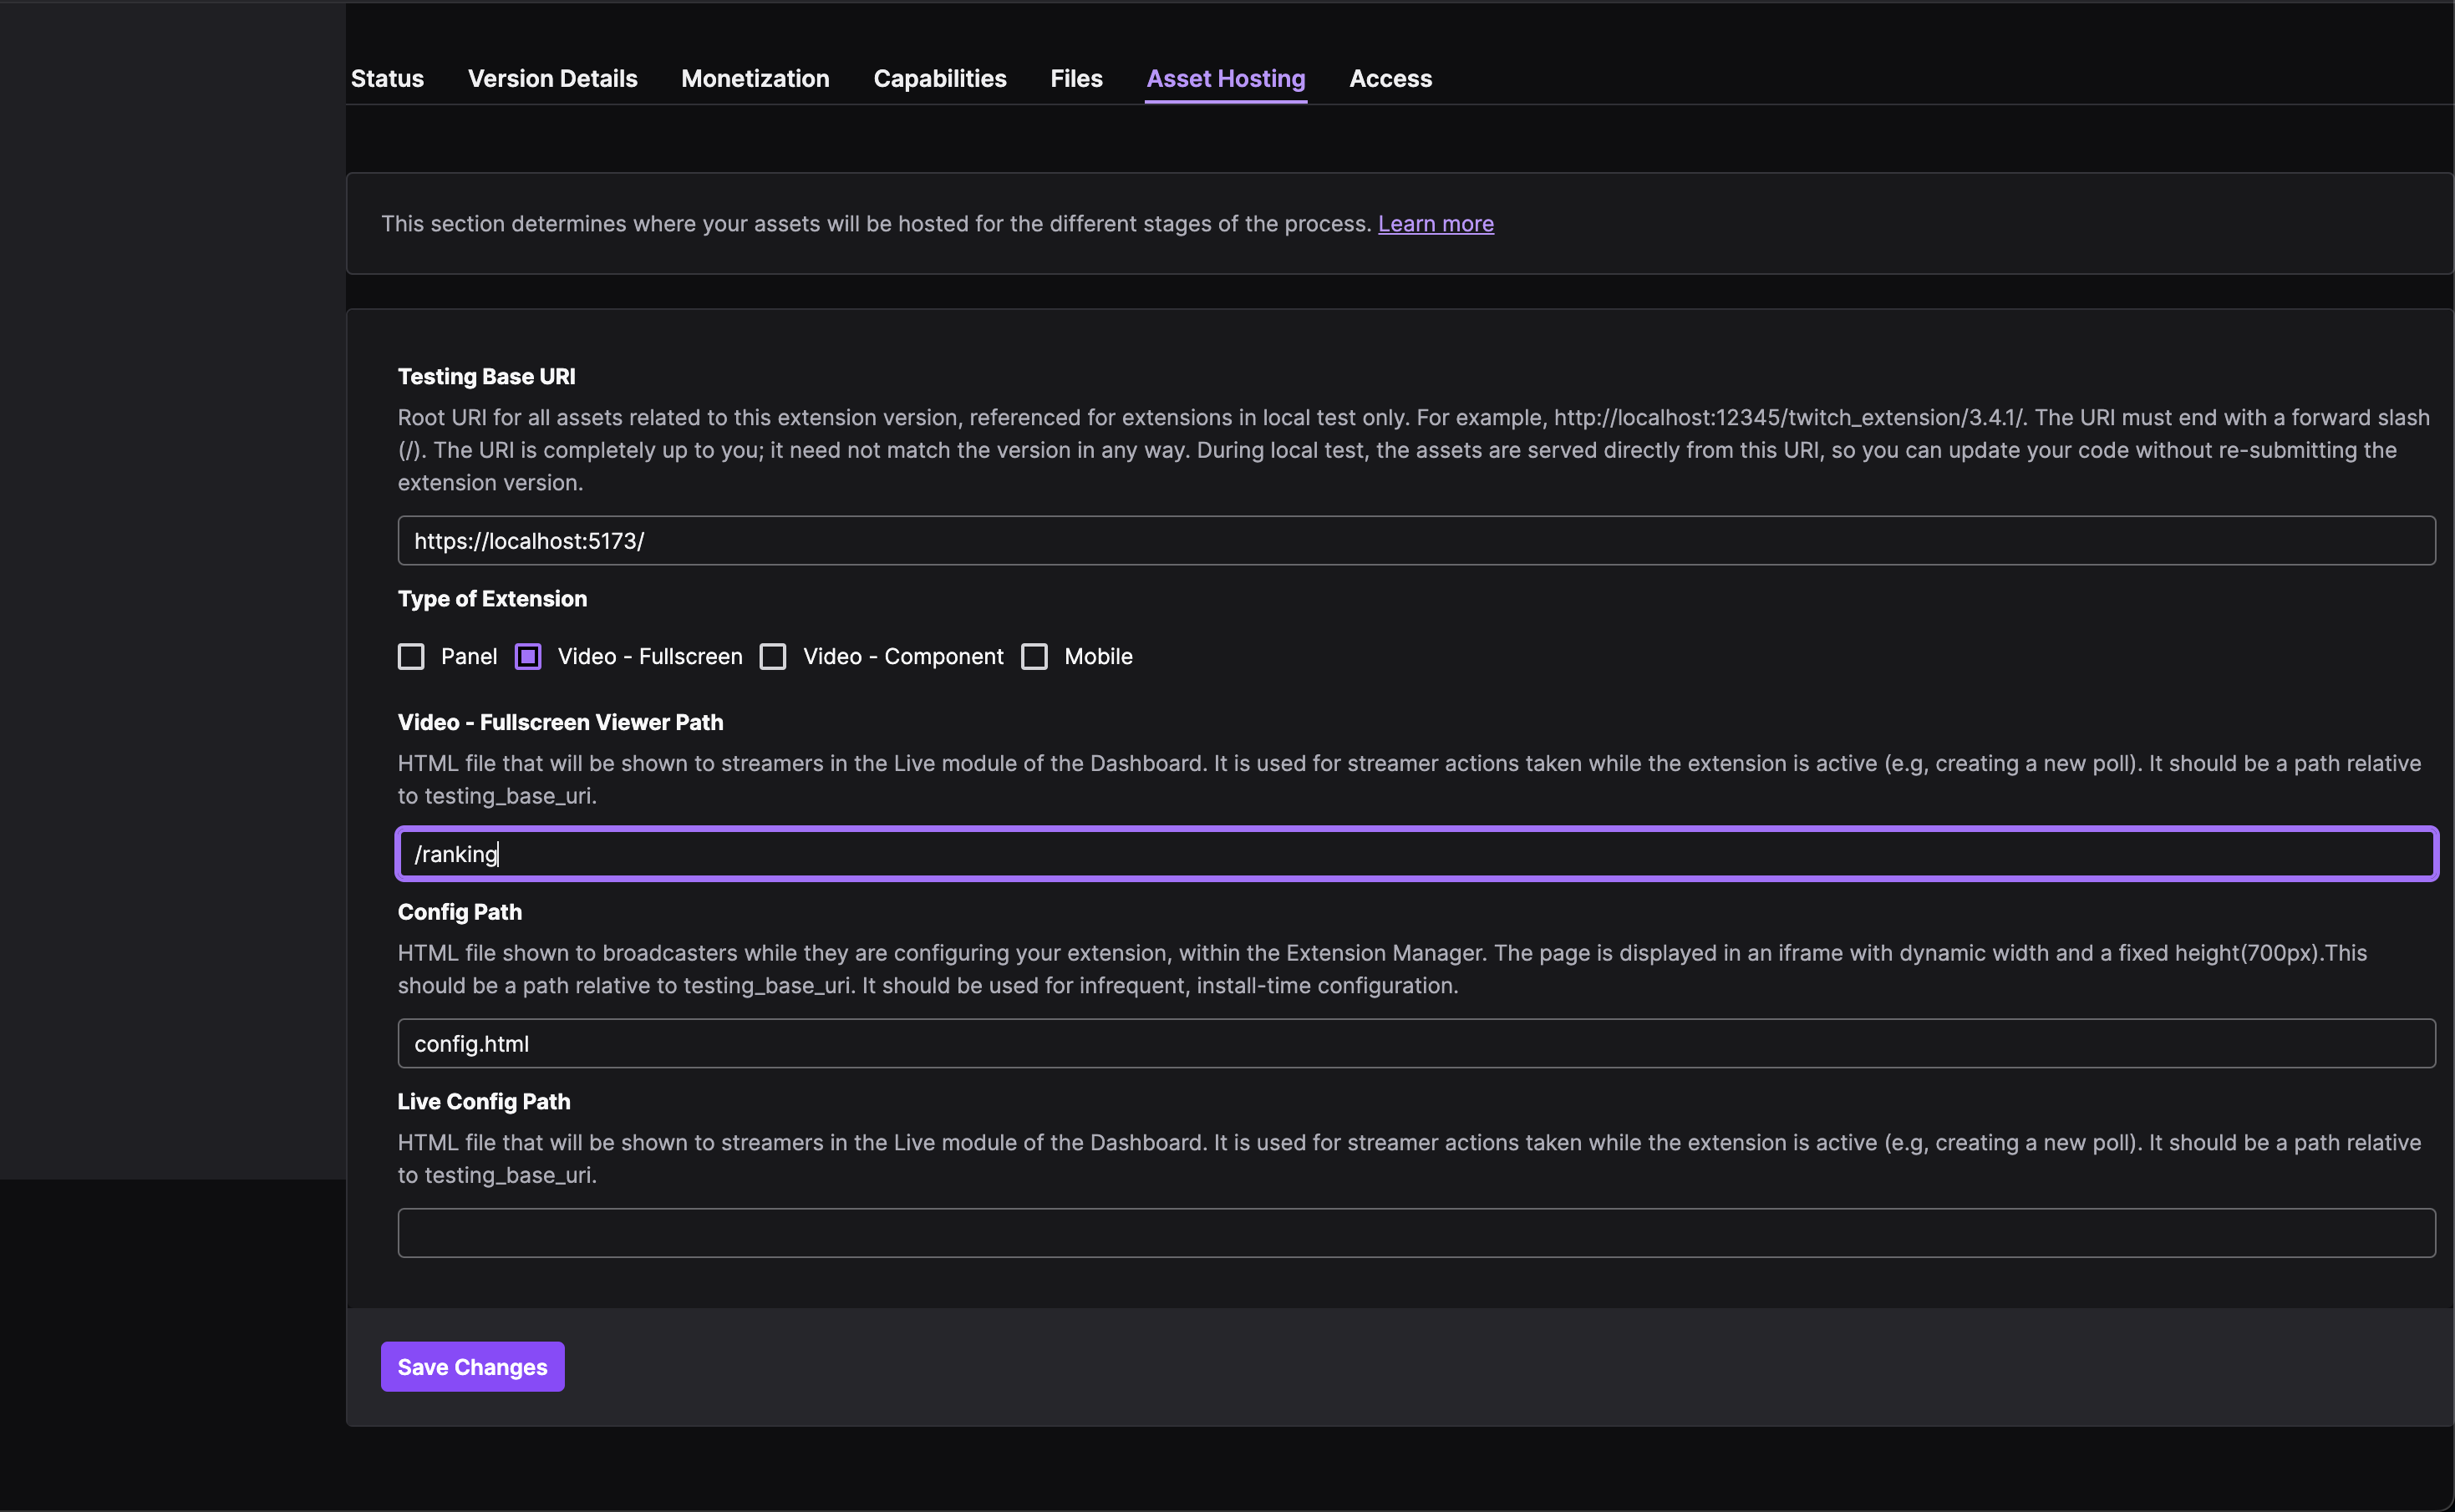 Status Version Details Monetization Capabilities Files Asset Hosting Access
This section determines where your assets will be hosted for the different stages of the process. Learn more
Testing Base URI
Root URI for all assets related to this extension version, referenced for extensions in local test only. For example, http://localhost:12345/twitch_extension/3.4.1/. The URI must end with a forward slash
(/). The URI is completely up to you; it need not match the version in any way. During local test, the assets are served directly from this URI, so you can update your code without re-submitting the
extension version.
https://localhost:5173/
Type of Extension
Panel Video - Fullscreen Video - Component Mobile
Video - Fullscreen Viewer Path
HTML file that will be shown to streamers in the Live module of the Dashboard. It is used for streamer actions taken while the extension is active (e.g, creating a new poll). It should be a path relative
to testing_base_uri.
/ranking
Config Path
HTML file shown to broadcasters while they are configuring your extension, within the Extension Manager. The page is displayed in an iframe with dynamic width and a fixed height(700px).This
should be a path relative to testing_base_uri. It should be used for infrequent, install-time configuration.
config.html
Live Config Path
HTML file that will be shown to streamers in the Live module of the Dashboard. It is used for streamer actions taken while the extension is active (e.g, creating a new poll). It should be a path relative
to testing_base_uri.
Save Changes